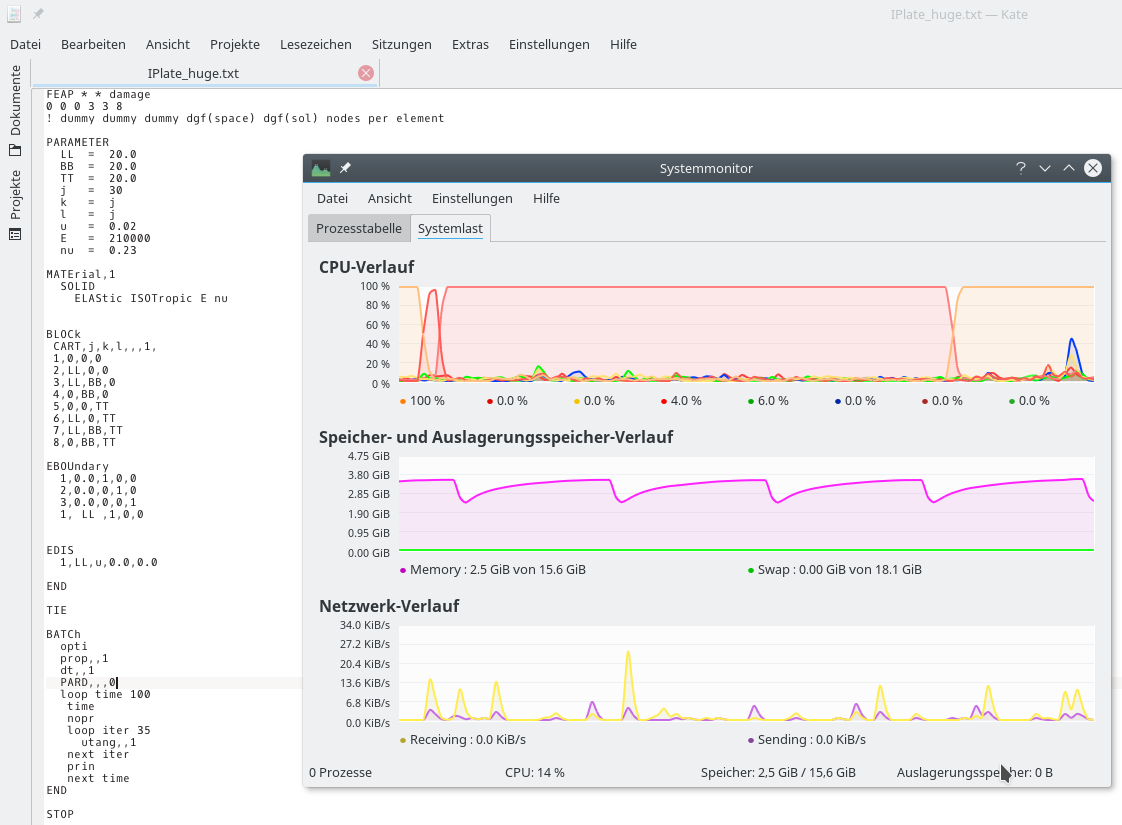 IPlate_huge.txt — Kate
Datei Bearbeiten Ansicht Projekte Lesezeichen Sitzungen Extras Einstellungen Hilfe
IPlate_huge.txt
Dokumente
Projekte
FEAP * * damage
0 0 0 3 3 8
! dummy dummy dummy dgf(space) dgf(sol) nodes per element
PARAMETER
LL = 20.0
BB = 20.0
TT = 20.0
j = 30
k = j
l = j
u = 0.02
E = 210000
nu = 0.23
MATErial,1
SOLID
ELAStic ISOTropic E nu
BLOCk
CART,j,k,l,,,1,
1,0,0,0
2,LL,0,0
3,LL,BB,0
4,0,BB,0
5,0,0,TT
6,LL,0,TT
7,LL,BB,TT
8,0,BB,TT
EBOUndary
1,0.0,1,0,0
2,0.0,0,1,0
3,0.0,0,0,1
1, LL ,1,0,0
EDIS
1,LL,u,0.0,0.0
END
TIE
BATCh
opti
prop,,1
dt,,1
PARD,,,0
loop time 100
time
nopr
loop iter 35
utang,,1
next iter
prin
next time
END
STOP
Systemmonitor
Datei Ansicht Einstellungen Hilfe
Prozesstabelle Systemlast
CPU-Verlauf
100 %
80 %
60 %
40 %
20 %
0 %
100 % 0.0 % 0.0 % 4.0 % 6.0 % 0.0 % 0.0 % 0.0 %
Speicher- und Auslagerungsspeicher-Verlauf
4.75 GiB
3.80 GiB
2.85 GiB
1.90 GiB
0.95 GiB
0.00 GiB
Memory : 2.5 GiB von 15.6 GiB Swap : 0.00 GiB von 18.1 GiB
Netzwerk-Verlauf
34.0 KiB/s
27.2 KiB/s
20.4 KiB/s
13.6 KiB/s
6.8 KiB/s
0.0 KiB/s
Receiving : 0.0 KiB/s Sending : 0.0 KiB/s
0 Prozesse CPU: 14 % Speicher: 2,5 GiB / 15,6 GiB Auslagerungsspeicher: 0 B